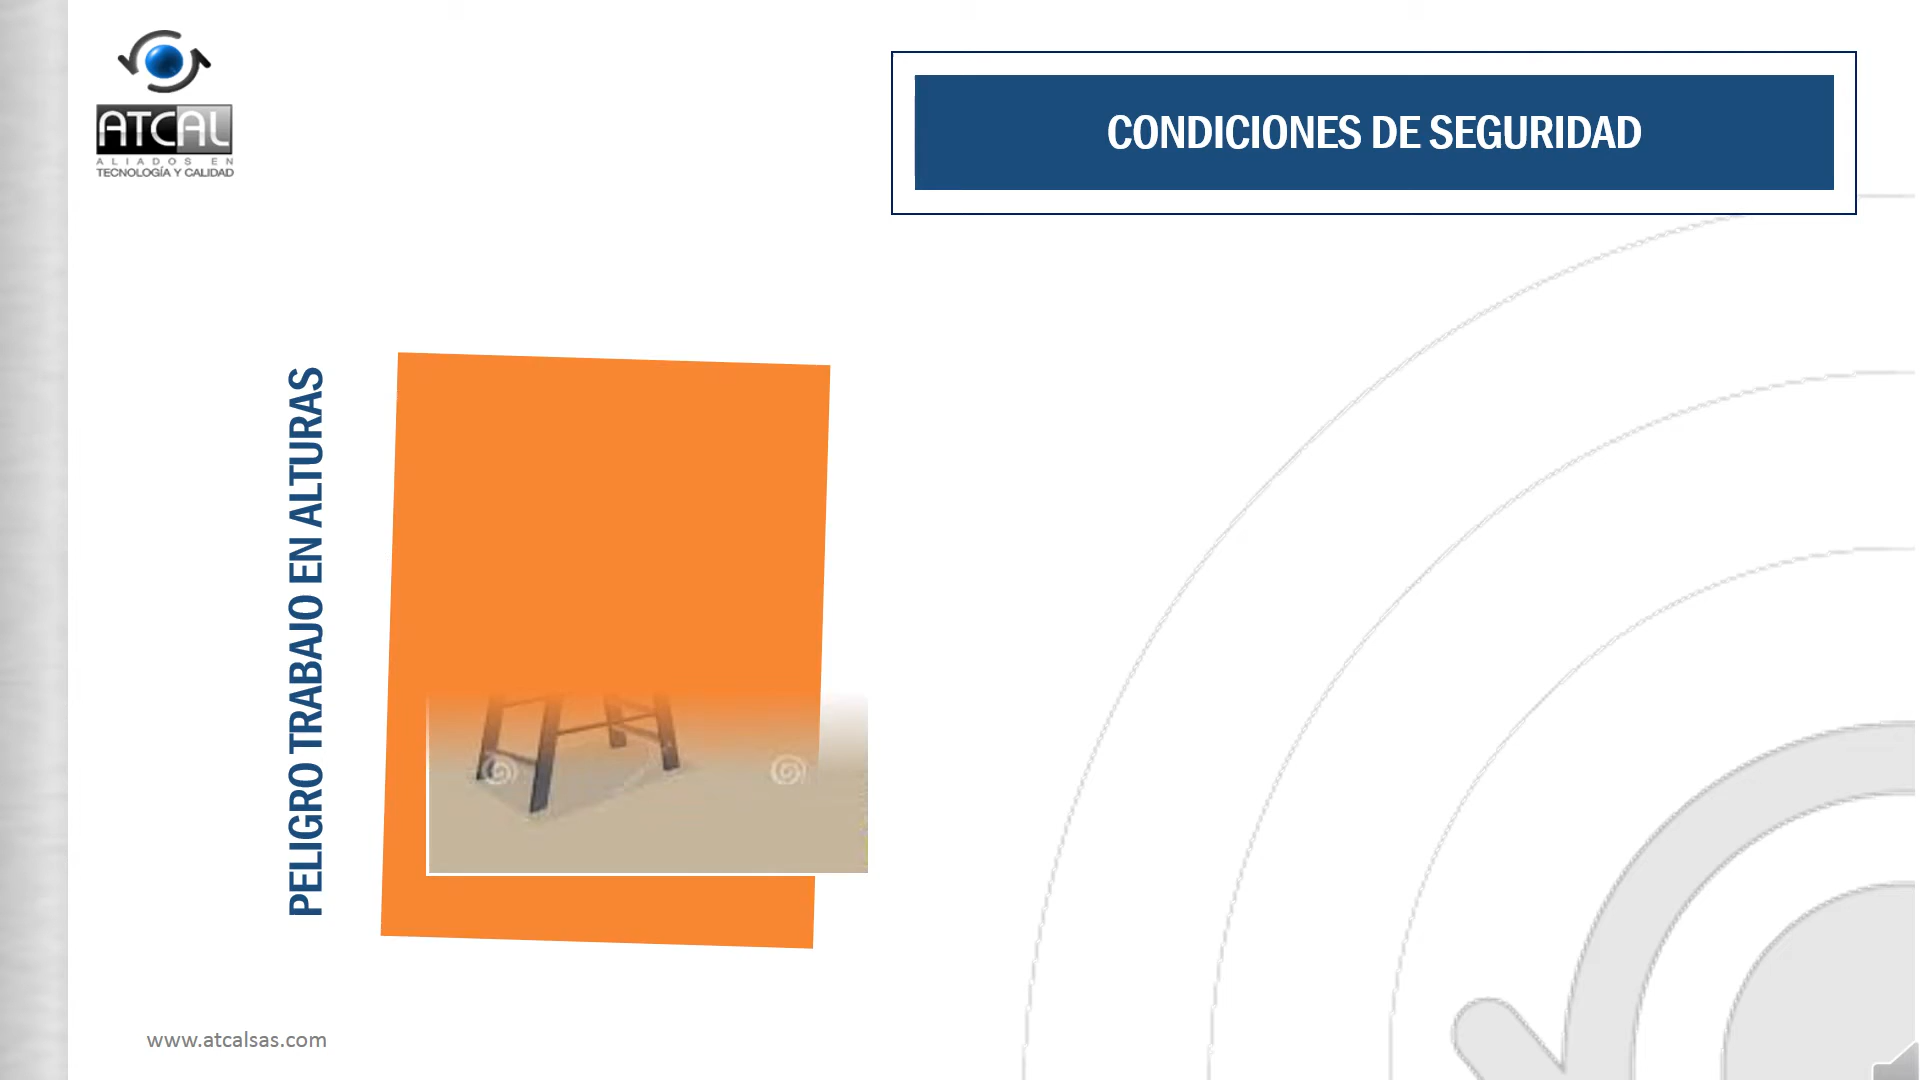 ATCAL
ALIADOS EN
TECNOLOGÍA Y CALIDAD
CONDICIONES DE SEGURIDAD
PELIGRO TRABAJO EN ALTURAS
www.atcalsas.com